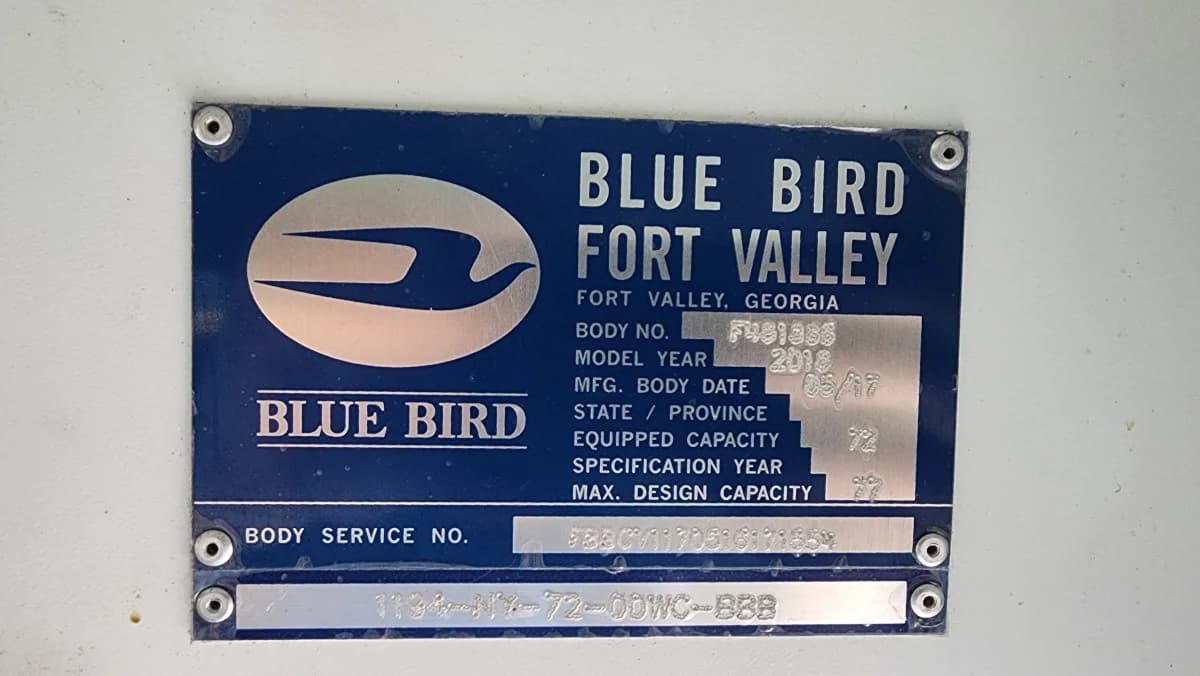 BLUE BIRD
BLUE BIRD
FORT VALLEY
FORT VALLEY, GEORGIA
BODY NO.
MODEL YEAR 2018
MFG. BODY DATE 05/17
STATE / PROVINCE
EQUIPPED CAPACITY 72
SPECIFICATION YEAR
MAX. DESIGN CAPACITY 77
BODY SERVICE NO.
1194-NY-72-00WC-BBB